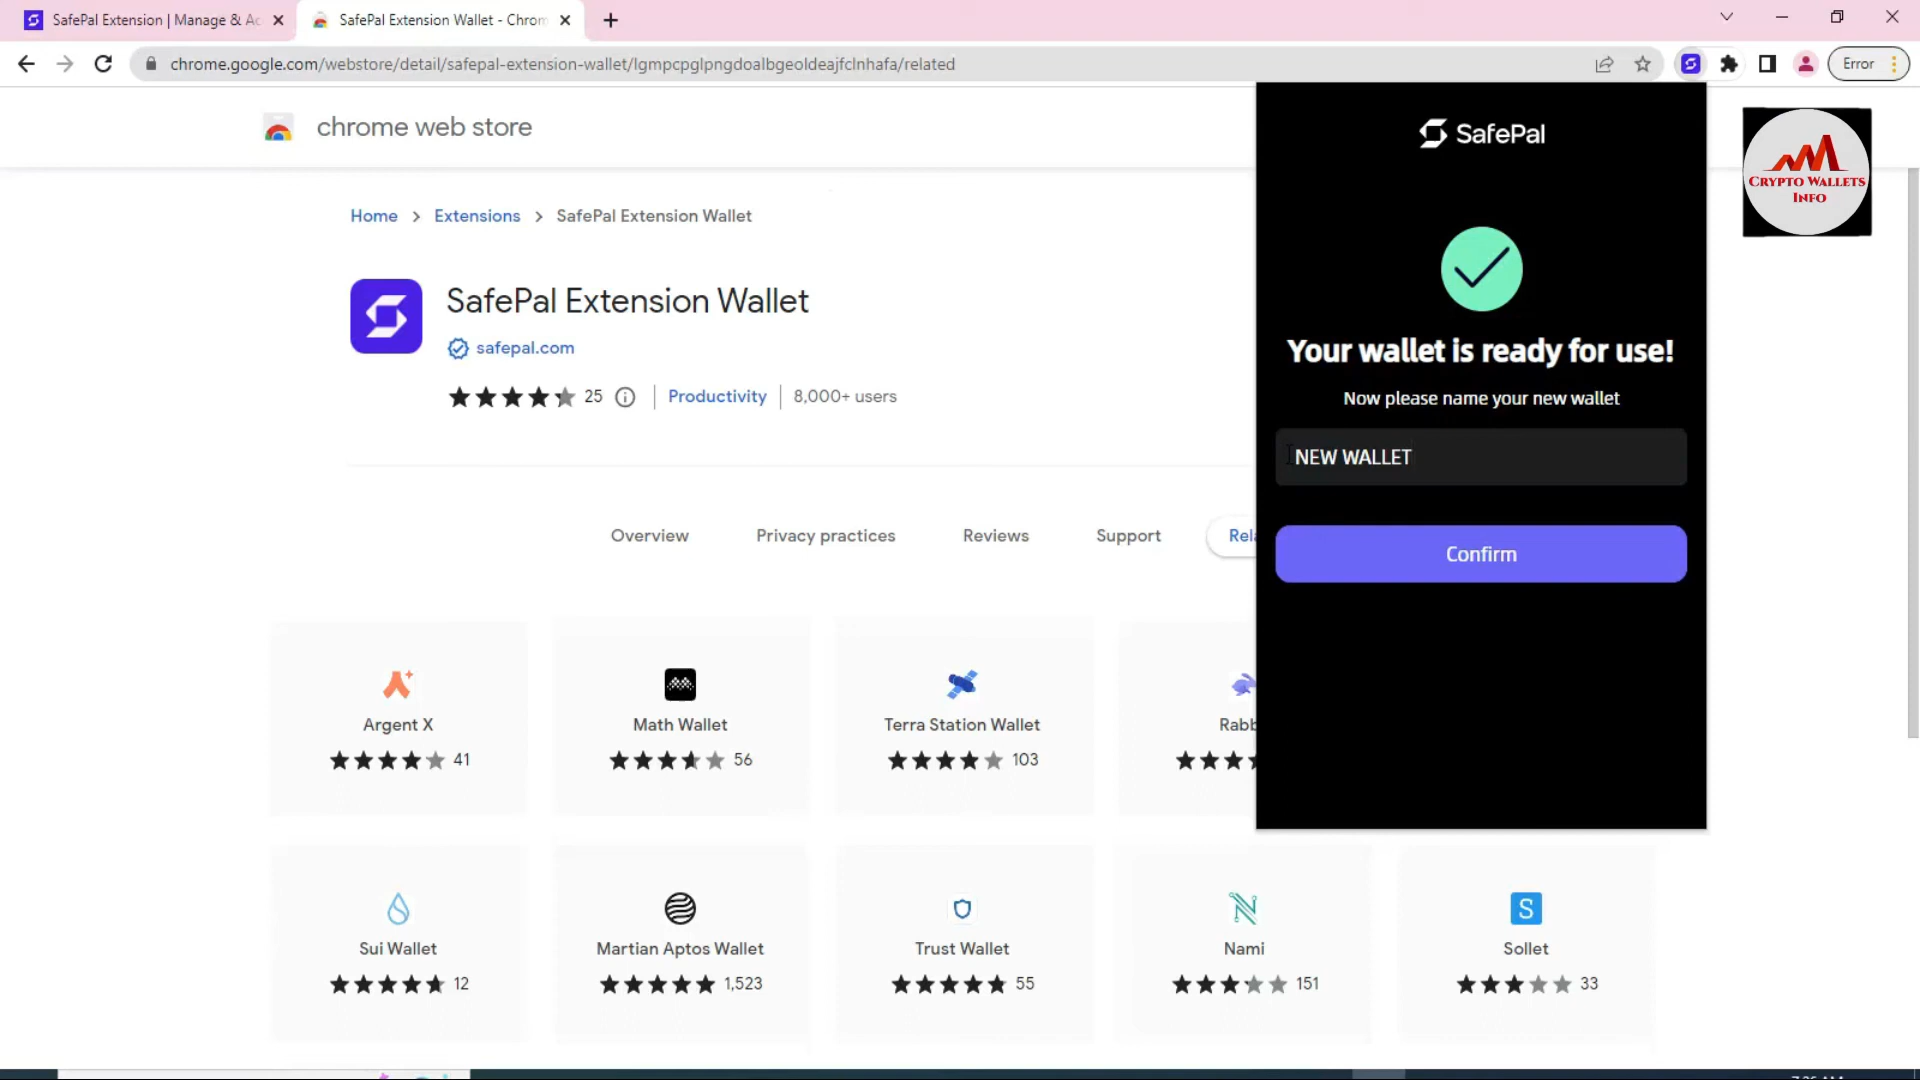 SafePal Extension | Manage & Ac
SafePal Extension Wallet - Chrom
chrome.google.com/webstore/detail/safepal-extension-wallet/lgmpcpglpngdoalbgeoldeajfclnhafa/related
Error
chrome web store
Home > Extensions > SafePal Extension Wallet
SafePal Extension Wallet
safepal.com
25
Productivity
8,000+ users
Overview
Privacy practices
Reviews
Support
Rela
Argent X
41
Math Wallet
56
Terra Station Wallet
103
Rabb
Sui Wallet
12
Martian Aptos Wallet
1,523
Trust Wallet
55
Nami
151
Sollet
33
SafePal
Your wallet is ready for use!
Now please name your new wallet
NEW WALLET
Confirm
CRYPTO WALLETS
INFO